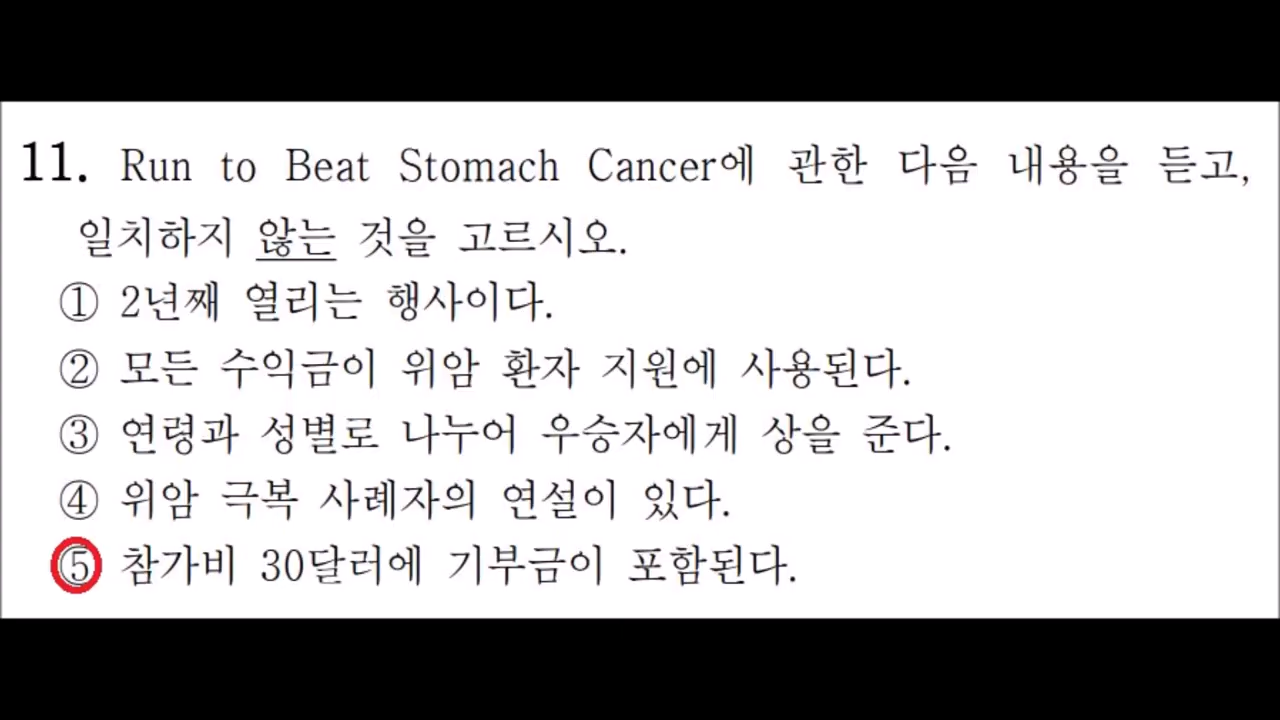 11. Run to Beat Stomach Cancer에 관한 다음 내용을 듣고,
일치하지 않는 것을 고르시오.
① 2년째 열리는 행사이다.
② 모든 수익금이 위암 환자 지원에 사용된다.
③ 연령과 성별로 나누어 우승자에게 상을 준다.
④ 위암 극복 사례자의 연설이 있다.
⑤ 참가비 30달러에 기부금이 포함된다.